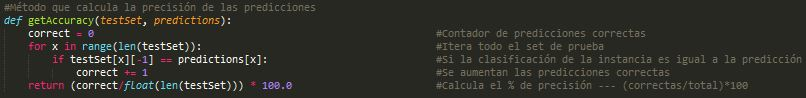 #Método que calcula la precisión de las predicciones
def getAccuracy(testSet, predictions):
correct = 0 #Contador de predicciones correctas
for x in range(len(testSet)): #Itera todo el set de prueba
if testSet[x][-1] == predictions[x]: #Si la clasificación de la instancia es igual a la predicción
correct += 1 #Se aumentan las predicciones correctas
return (correct/float(len(testSet))) * 100.0 #Calcula el % de precisión --- (correctas/total)*100